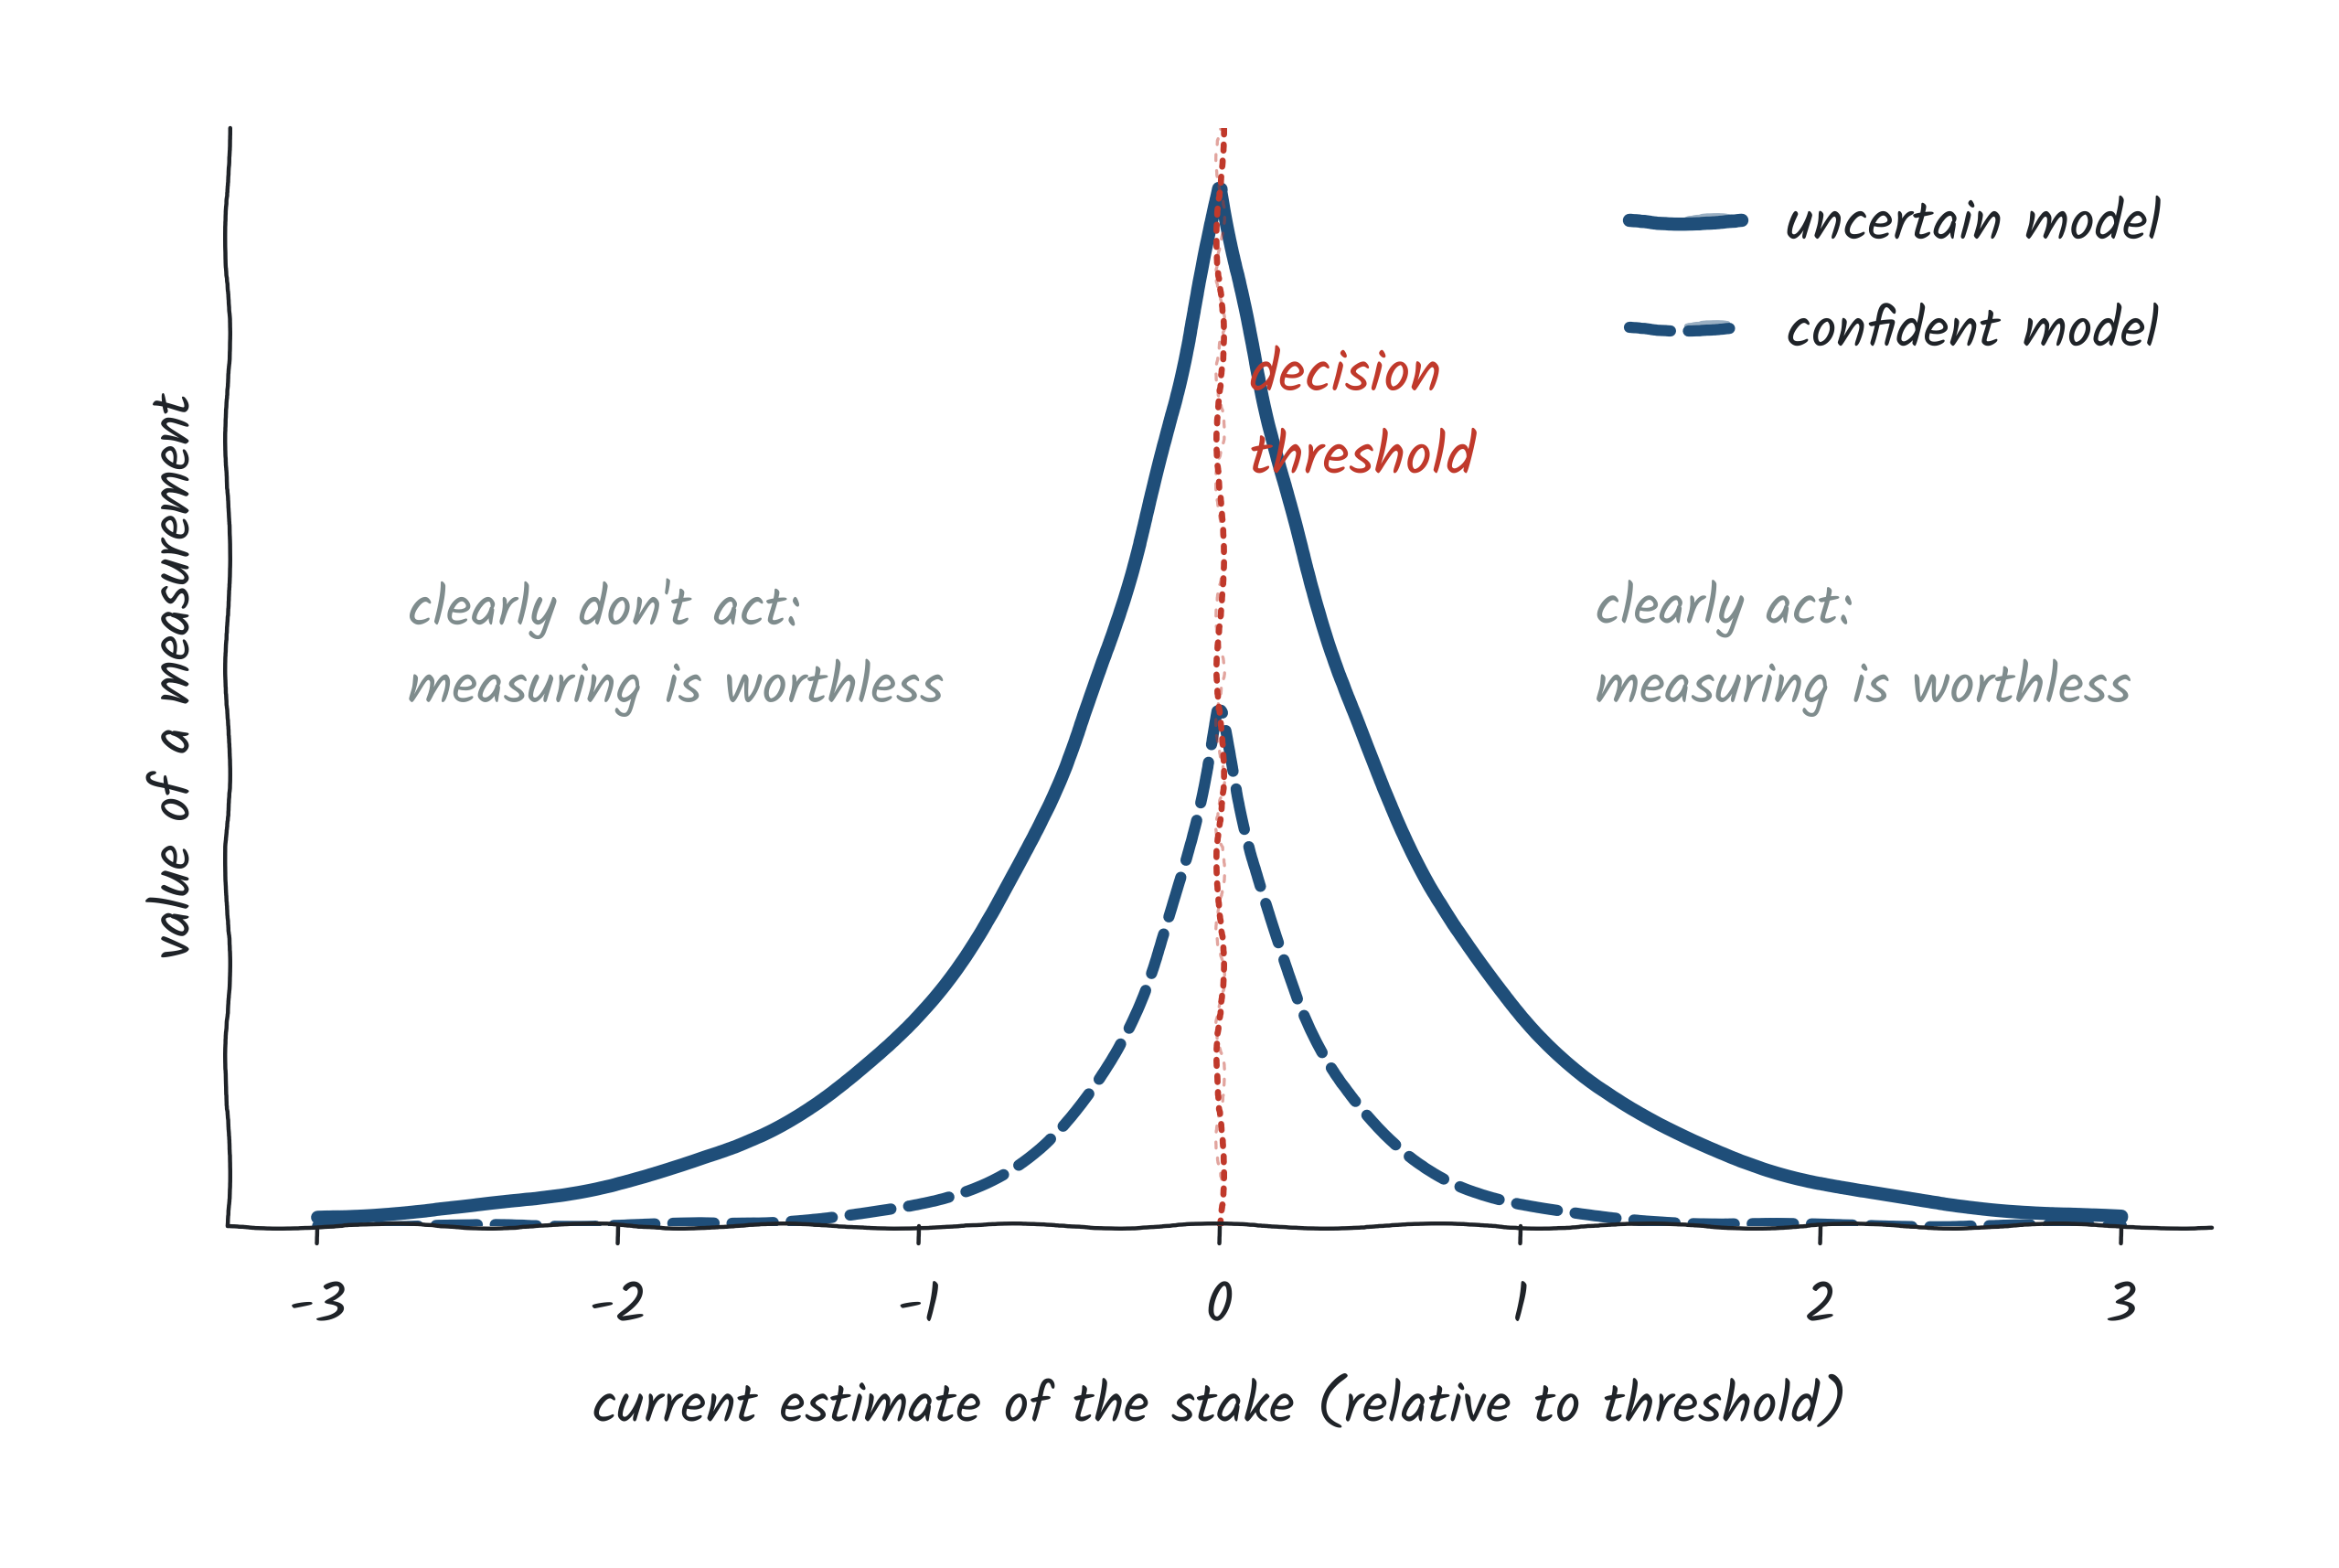 uncertain model
confident model
decision
threshold
clearly don't act:
measuring is worthless
clearly act:
measuring is worthless
value of a measurement
-3 -2 -1 0 1 2 3
current estimate of the stake (relative to threshold)